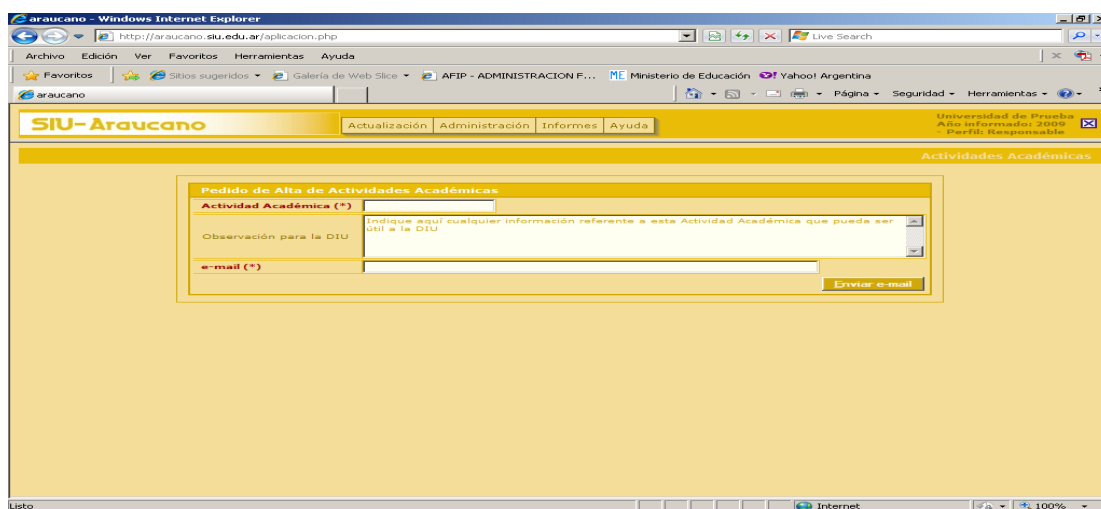 araucano - Windows Internet Explorer
http://araucano.siu.edu.ar/aplicacion.php
Live Search
Archivo Edición Ver Favoritos Herramientas Ayuda
Favoritos Sitios sugeridos Galería de Web Slice AFIP - ADMINISTRACION F... ME Ministerio de Educación Yahoo! Argentina
araucano
Página Seguridad Herramientas
SIU-Araucano
Actualización Administración Informes Ayuda
Universidad de Prueba
Año informado: 2009
- Perfil: Responsable
Actividades Académicas
Pedido de Alta de Actividades Académicas
Actividad Académica (*)
Observación para la DIU
Indique aquí cualquier información referente a esta Actividad Académica que pueda ser
útil a la DIU
e-mail (*)
Enviar e-mail
Listo
Internet
100%